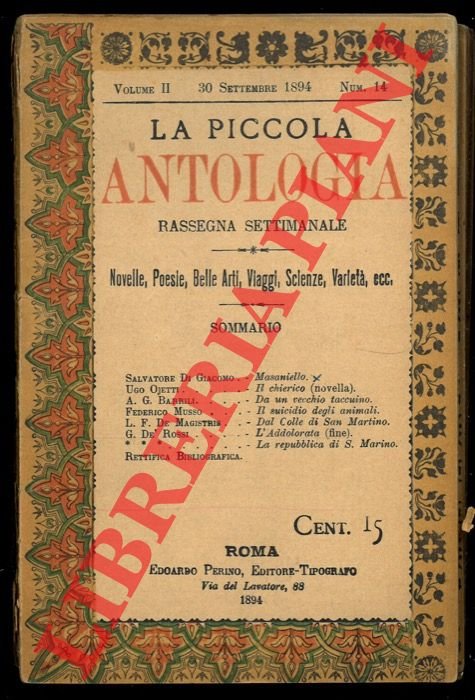 Volume II 30 Settembre 1894 Num. 14
LA PICCOLA
ANTOLOGIA
RASSEGNA SETTIMANALE
Novelle, Poesie, Belle Arti, Viaggi, Scienze, Varietà, ecc.
SOMMARIO
Salvatore Di Giacomo. - Masaniello.
Ugo Ojetti. - Il chierico (novella).
A. G. Barrili. - Da un vecchio taccuino.
Federico Musso . . - Il suicidio degli animali.
L. F. De Magistris . . - Dal Colle di San Martino.
G. De' Rossi . . . - L'Addolorata (fine).
* * * . . . - La repubblica di S. Marino.
Rettifica Bibliografica.
Cent. 15
ROMA
Edoardo Perino, Editore-Tipografo
Via del Lavatore, 88
1894
LIBRERIA PIANI